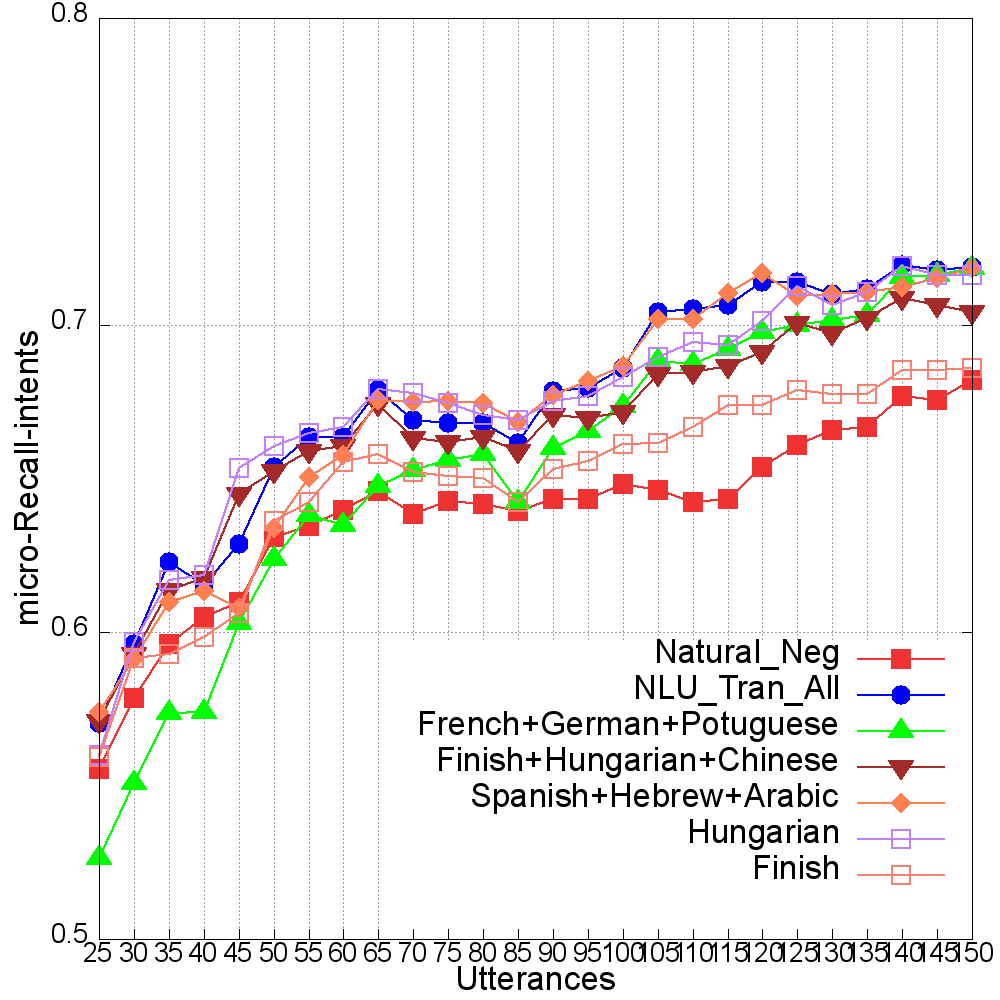 0.8
0.7
0.6
0.5
micro-Recall-intents
Natural_Neg
NLU_Tran_All
French+German+Potuguese
Finish+Hungarian+Chinese
Spanish+Hebrew+Arabic
Hungarian
Finish
25 30 35 40 45 50 55 60 65 70 75 80 85 90 95 100 105 110 115 120 125 130 135 140 145 150
Utterances